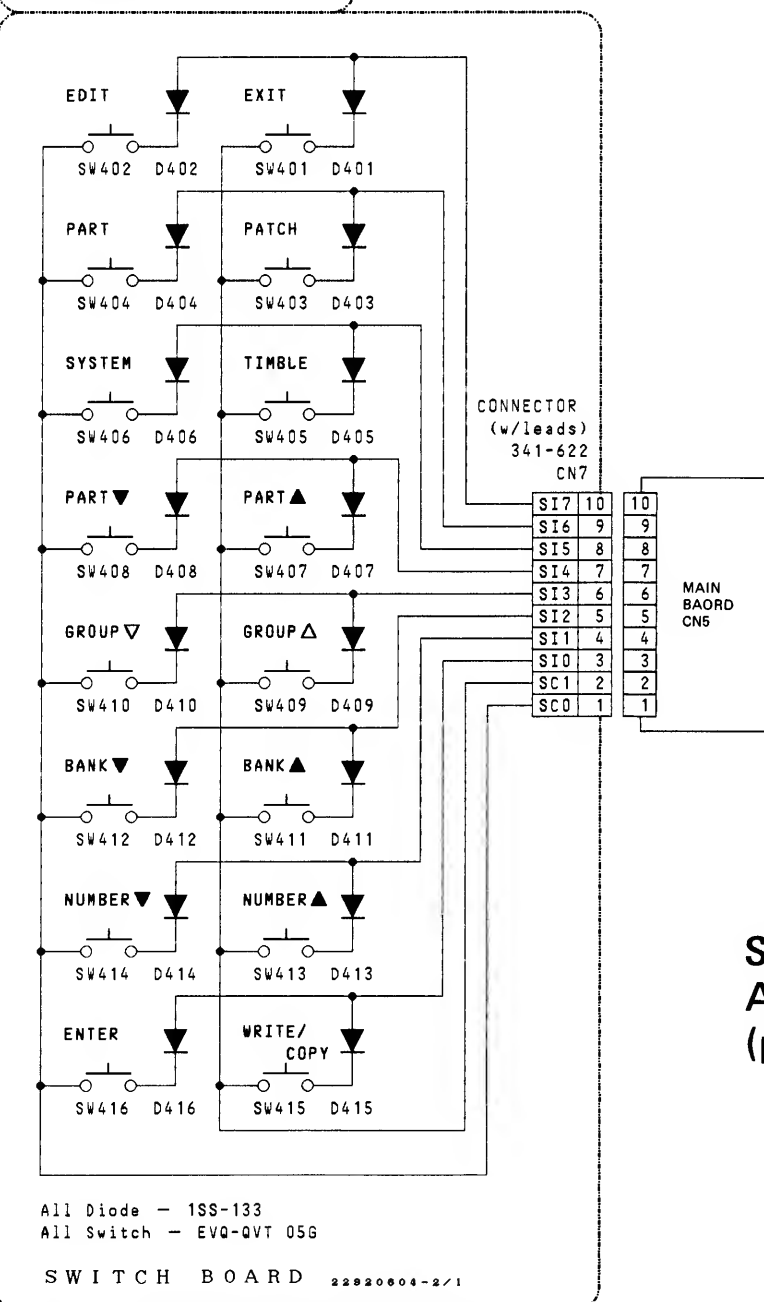 EDIT EXIT
SW402 D402 SW401 D401
PART PATCH
SW404 D404 SW403 D403
SYSTEM TIMBLE
SW406 D406 SW405 D405
CONNECTOR
(w/leads)
341-622
CN7
PART▼ PART▲
SW408 D408 SW407 D407
SI7 10 10
SI6 9 9
SI5 8 8
SI4 7 7
SI3 6 6
SI2 5 5
SI1 4 4
SI0 3 3
SC1 2 2
SC0 1 1
MAIN
BAORD
CN5
GROUP▽ GROUP△
SW410 D410 SW409 D409
BANK▼ BANK▲
SW412 D412 SW411 D411
NUMBER▼ NUMBER▲
SW414 D414 SW413 D413
ENTER WRITE/
COPY
SW416 D416 SW415 D415
S
A
(
All Diode — 1SS-133
All Switch — EVQ-QVT 05G
SWITCH BOARD 22920604-2/1